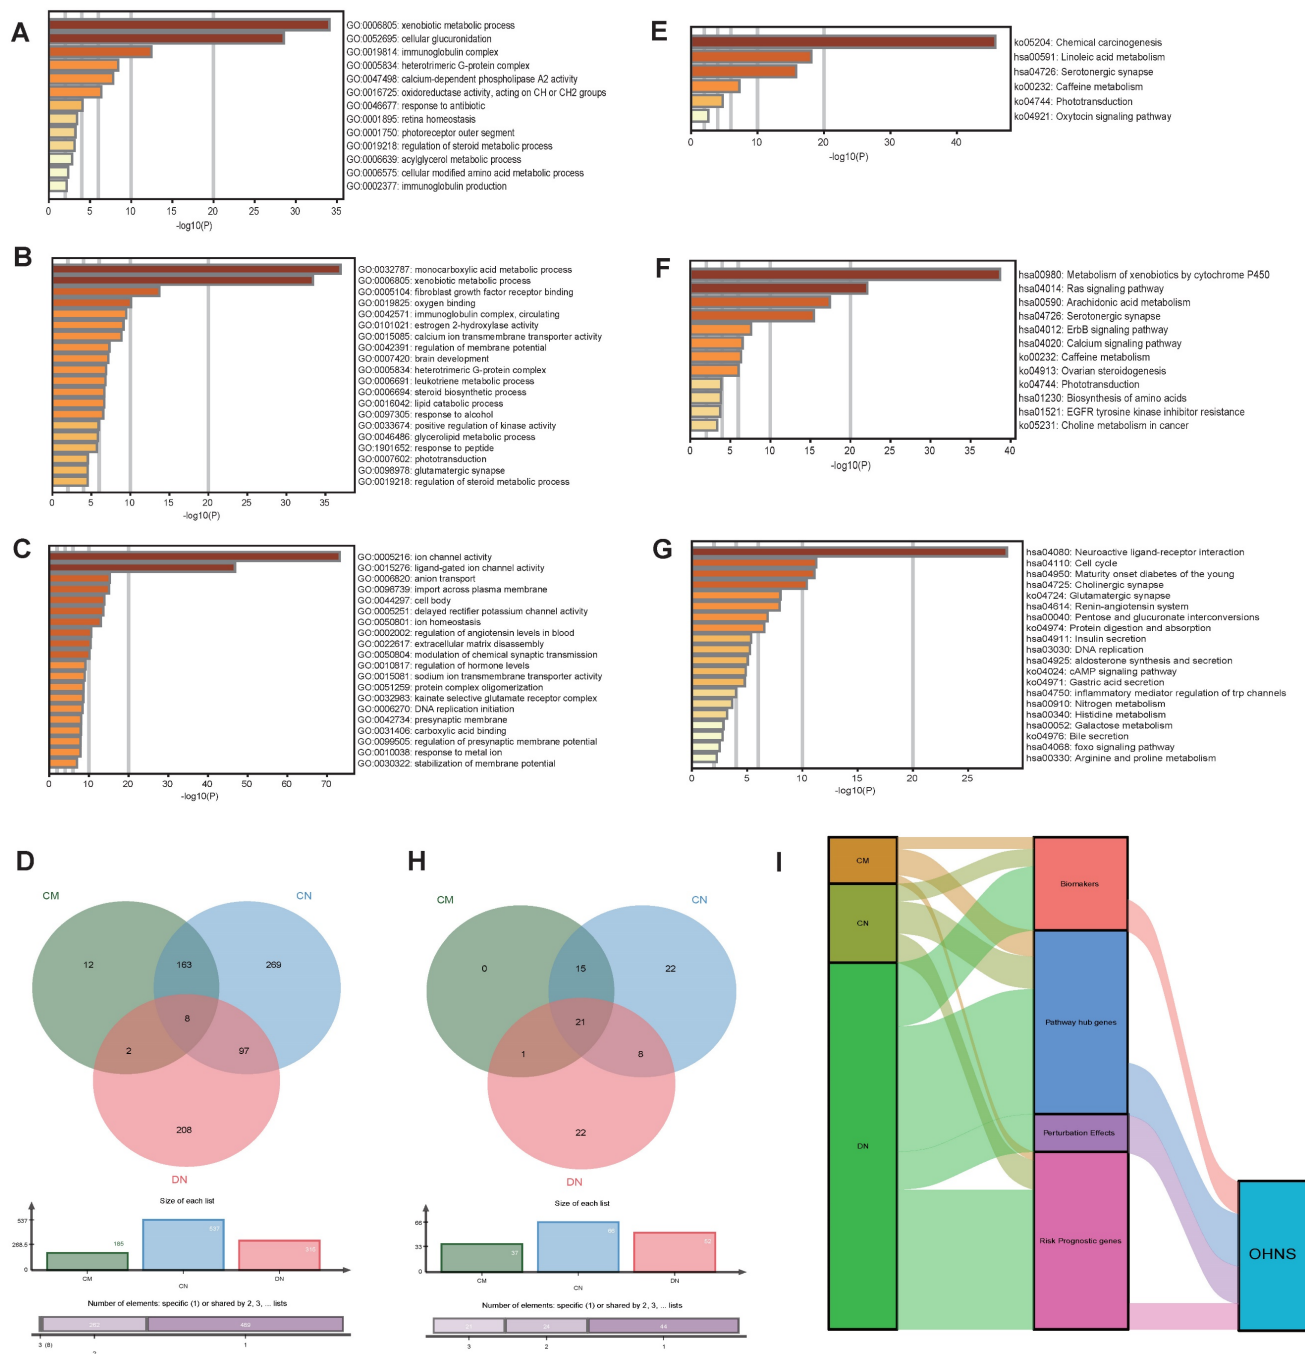 A
GO:0006805: xenobiotic metabolic process
GO:0052695: cellular glucuronidation
GO:0019814: immunoglobulin complex
GO:0005834: heterotrimeric G-protein complex
GO:0047498: calcium-dependent phospholipase A2 activity
GO:0016725: oxidoreductase activity, acting on CH or CH2 groups
GO:0046677: response to antibiotic
GO:0001895: retina homeostasis
GO:0001750: photoreceptor outer segment
GO:0019218: regulation of steroid metabolic process
GO:0006639: acylglycerol metabolic process
GO:0006575: cellular modified amino acid metabolic process
GO:0002377: immunoglobulin production
0 5 10 15 20 25 30 35
-log10(P)
B
GO:0032787: monocarboxylic acid metabolic process
GO:0006805: xenobiotic metabolic process
GO:0005104: fibroblast growth factor receptor binding
GO:0019825: oxygen binding
GO:0042571: immunoglobulin complex, circulating
GO:0101021: estrogen 2-hydroxylase activity
GO:0015085: calcium ion transmembrane transporter activity
GO:0042391: regulation of membrane potential
GO:0007420: brain development
GO:0005834: heterotrimeric G-protein complex
GO:0006691: leukotriene metabolic process
GO:0006694: steroid biosynthetic process
GO:0016042: lipid catabolic process
GO:0097305: response to alcohol
GO:0033674: positive regulation of kinase activity
GO:0046486: glycerolipid metabolic process
GO:1901652: response to peptide
GO:0007602: phototransduction
GO:0098978: glutamatergic synapse
GO:0019218: regulation of steroid metabolic process
0 5 10 15 20 25 30 35
-log10(P)
C
GO:0005216: ion channel activity
GO:0015276: ligand-gated ion channel activity
GO:0006820: anion transport
GO:0098739: import across plasma membrane
GO:0044297: cell body
GO:0005251: delayed rectifier potassium channel activity
GO:0050801: ion homeostasis
GO:0002002: regulation of angiotensin levels in blood
GO:0022617: extracellular matrix disassembly
GO:0050804: modulation of chemical synaptic transmission
GO:0010817: regulation of hormone levels
GO:0015081: sodium ion transmembrane transporter activity
GO:0051259: protein complex oligomerization
GO:0032983: kainate selective glutamate receptor complex
GO:0006270: DNA replication initiation
GO:0042734: presynaptic membrane
GO:0031406: carboxylic acid binding
GO:0099505: regulation of presynaptic membrane potential
GO:0010038: response to metal ion
GO:0030322: stabilization of membrane potential
0 10 20 30 40 50 60 70
-log10(P)
E
ko05204: Chemical carcinogenesis
hsa00591: Linoleic acid metabolism
hsa04726: Serotonergic synapse
ko00232: Caffeine metabolism
ko04744: Phototransduction
ko04921: Oxytocin signaling pathway
0 10 20 30 40
-log10(P)
F
hsa00980: Metabolism of xenobiotics by cytochrome P450
hsa04014: Ras signaling pathway
hsa00590: Arachidonic acid metabolism
hsa04726: Serotonergic synapse
hsa04012: ErbB signaling pathway
hsa04020: Calcium signaling pathway
ko00232: Caffeine metabolism
ko04913: Ovarian steroidogenesis
ko04744: Phototransduction
hsa01230: Biosynthesis of amino acids
hsa01521: EGFR tyrosine kinase inhibitor resistance
ko05231: Choline metabolism in cancer
0 5 10 15 20 25 30 35 40
-log10(P)
G
hsa04080: Neuroactive ligand-receptor interaction
hsa04110: Cell cycle
hsa04950: Maturity onset diabetes of the young
hsa04725: Cholinergic synapse
ko04724: Glutamatergic synapse
hsa04614: Renin-angiotensin system
hsa00040: Pentose and glucuronate interconversions
ko04974: Protein digestion and absorption
hsa04911: Insulin secretion
hsa03030: DNA replication
hsa04925: aldosterone synthesis and secretion
ko04024: cAMP signaling pathway
ko04971: Gastric acid secretion
hsa04750: inflammatory mediator regulation of trp channels
hsa00910: Nitrogen metabolism
hsa00340: Histidine metabolism
hsa00052: Galactose metabolism
ko04976: Bile secretion
hsa04068: foxo signaling pathway
hsa00330: Arginine and proline metabolism
0 5 10 15 20 25
-log10(P)
D
CM
CN
12 163 269
8
2 97
208
DN
Size of each list
537
268.5
0
185 537 315
CM
CN
DN
Number of elements: specific (1) or shared by 2, 3, ... lists
262 489
3 (8)
1
H
CM
CN
0 15 22
21
1 8
22
DN
Size of each list
66
33
0
37 66 52
CM
CN
DN
Number of elements: specific (1) or shared by 2, 3, ... lists
21 24 44
3 2 1
I
CM
CN
DN
Biomakers
Pathway hub genes
Perturbation Effects
Risk Prognostic genes
OHNS